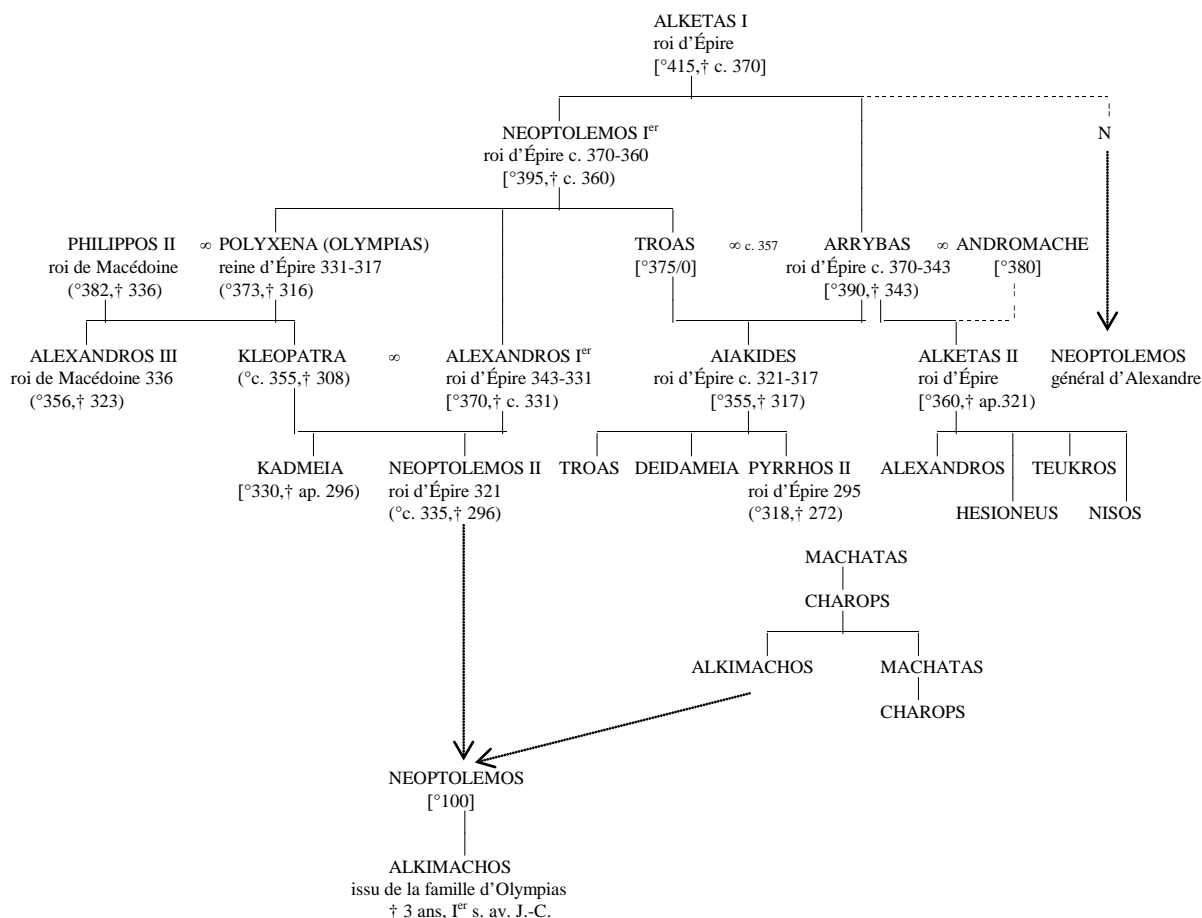 ALKETAS I
roi d’Épire
[°415,† c. 370]
NEOPTOLEMOS Iᵉʳ
roi d’Épire c. 370-360
[°395,† c. 360)
N
PHILIPPOS II
roi de Macédoine
(°382,† 336)
∞
POLYXENA (OLYMPIAS)
reine d’Épire 331-317
(°373,† 316)
TROAS
[°375/0]
∞ c. 357
ARRYBAS
roi d’Épire c. 370-343
[°390,† 343)
∞
ANDROMACHE
[°380]
ALEXANDROS III
roi de Macédoine 336
(°356,† 323)
KLEOPATRA
(°c. 355,† 308)
∞
ALEXANDROS Iᵉʳ
roi d’Épire 343-331
[°370,† c. 331)
AIAKIDES
roi d’Épire c. 321-317
[°355,† 317)
ALKETAS II
roi d’Épire
[°360,† ap.321)
NEOPTOLEMOS
général d’Alexandre
KADMEIA
[°330,† ap. 296)
NEOPTOLEMOS II
roi d’Épire 321
(°c. 335,† 296)
TROAS
DEIDAMEIA
PYRRHOS II
roi d’Épire 295
(°318,† 272)
ALEXANDROS
TEUKROS
HESIONEUS
NISOS
MACHATAS
CHAROPS
ALKIMACHOS
MACHATAS
CHAROPS
NEOPTOLEMOS
[°100]
ALKIMACHOS
issu de la famille d’Olympias
† 3 ans, Iᵉʳ s. av. J.-C.